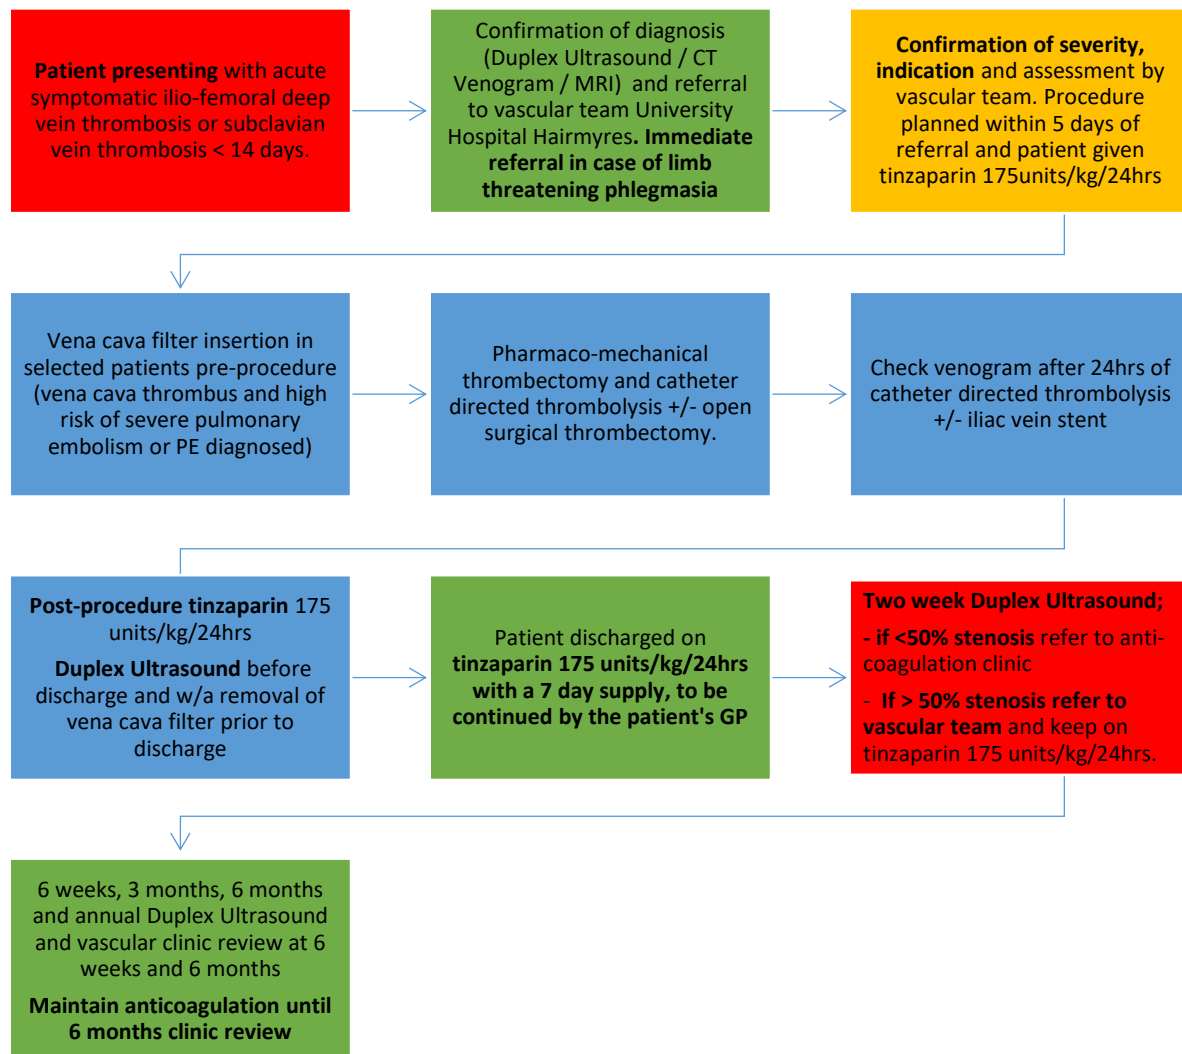 Patient presenting with acute
symptomatic ilio-femoral deep
vein thrombosis or subclavian
vein thrombosis < 14 days.
Confirmation of diagnosis
(Duplex Ultrasound / CT
Venogram / MRI)  and referral
to vascular team University
Hospital Hairmyres. Immediate
referral in case of limb
threatening phlegmasia
Confirmation of severity,
indication and assessment by
vascular team. Procedure
planned within 5 days of
referral and patient given
tinzaparin 175units/kg/24hrs
Vena cava filter insertion in
selected patients pre-procedure
(vena cava thrombus and high
risk of severe pulmonary
embolism or PE diagnosed)
Pharmaco-mechanical
thrombectomy and catheter
directed thrombolysis +/- open
surgical thrombectomy.
Check venogram after 24hrs of
catheter directed thrombolysis
+/- iliac vein stent
Post-procedure tinzaparin 175
units/kg/24hrs
Duplex Ultrasound before
discharge and w/a removal of
vena cava filter prior to
discharge
Patient discharged on
tinzaparin 175 units/kg/24hrs
with a 7 day supply, to be
continued by the patient's GP
Two week Duplex Ultrasound;
- if <50% stenosis refer to anti-
coagulation clinic
-  If > 50% stenosis refer to
vascular team and keep on
tinzaparin 175 units/kg/24hrs.
6 weeks, 3 months, 6 months
and annual Duplex Ultrasound
and vascular clinic review at 6
weeks and 6 months
Maintain anticoagulation until
6 months clinic review